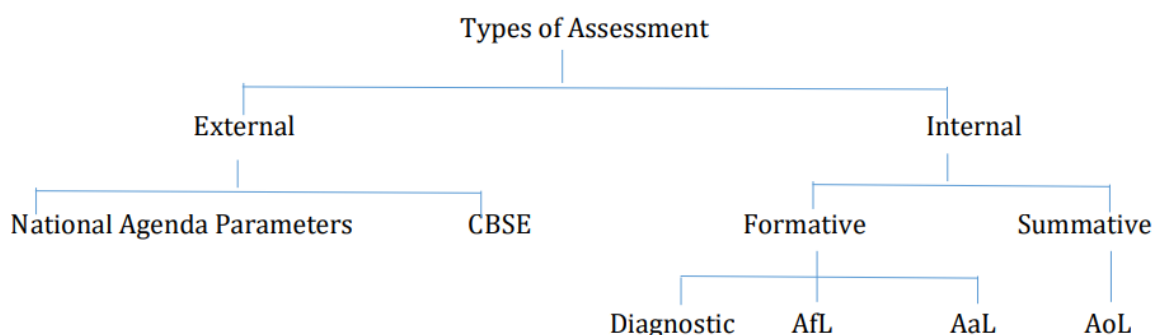 Types of Assessment
External Internal
National Agenda Parameters CBSE Formative Summative
Diagnostic AfL AaL AoL